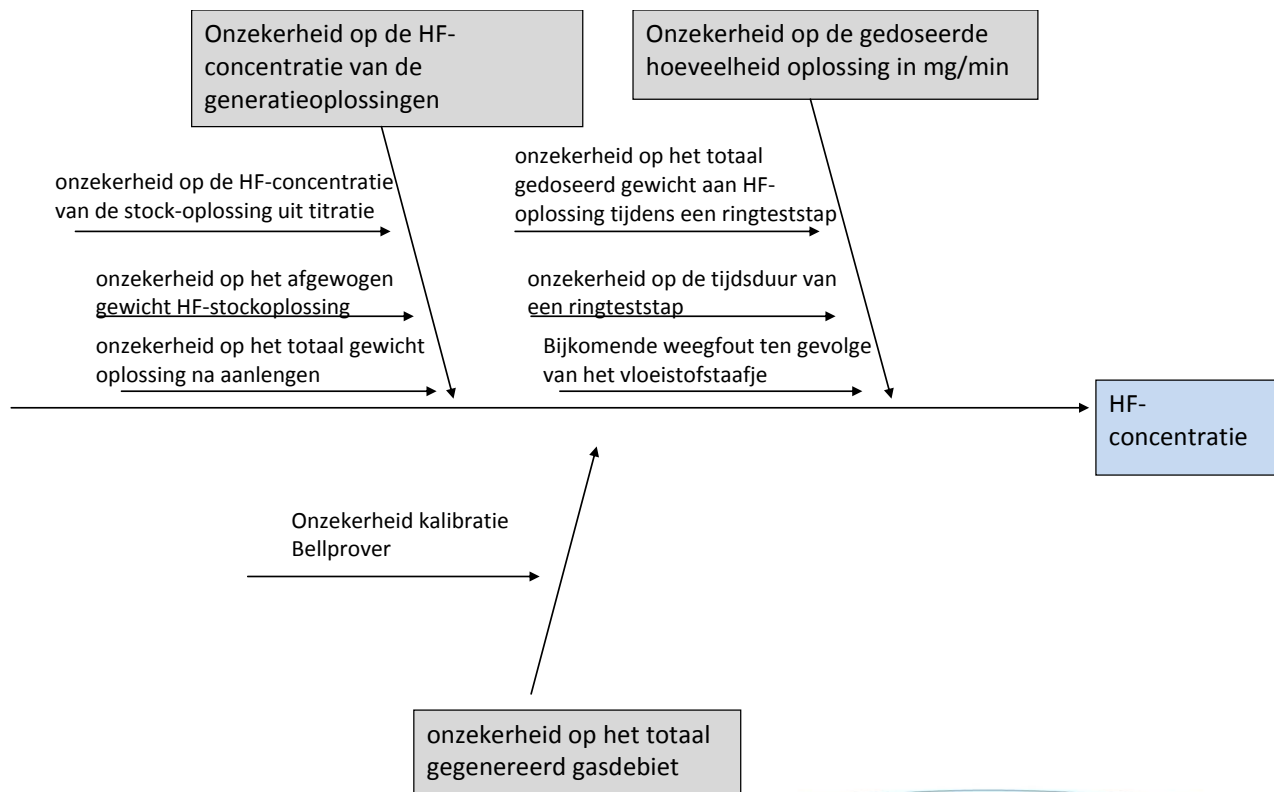 Onzekerheid op de HF-
concentratie van de
generatieoplossingen
Onzekerheid op de gedoseerde
hoeveelheid oplossing in mg/min
onzekerheid op de HF-concentratie
van de stock-oplossing uit titratie
onzekerheid op het afgewogen
gewicht HF-stockoplossing
onzekerheid op het totaal gewicht
oplossing na aanlengen
onzekerheid op het totaal
gedoseerd gewicht aan HF-
oplossing tijdens een ringteststap
onzekerheid op de tijdsduur van
een ringteststap
Bijkomende weegfout ten gevolge
van het vloeistofstaafje
HF-
concentratie
Onzekerheid kalibratie
Bellprover
onzekerheid op het totaal
gegenereerd gasdebiet